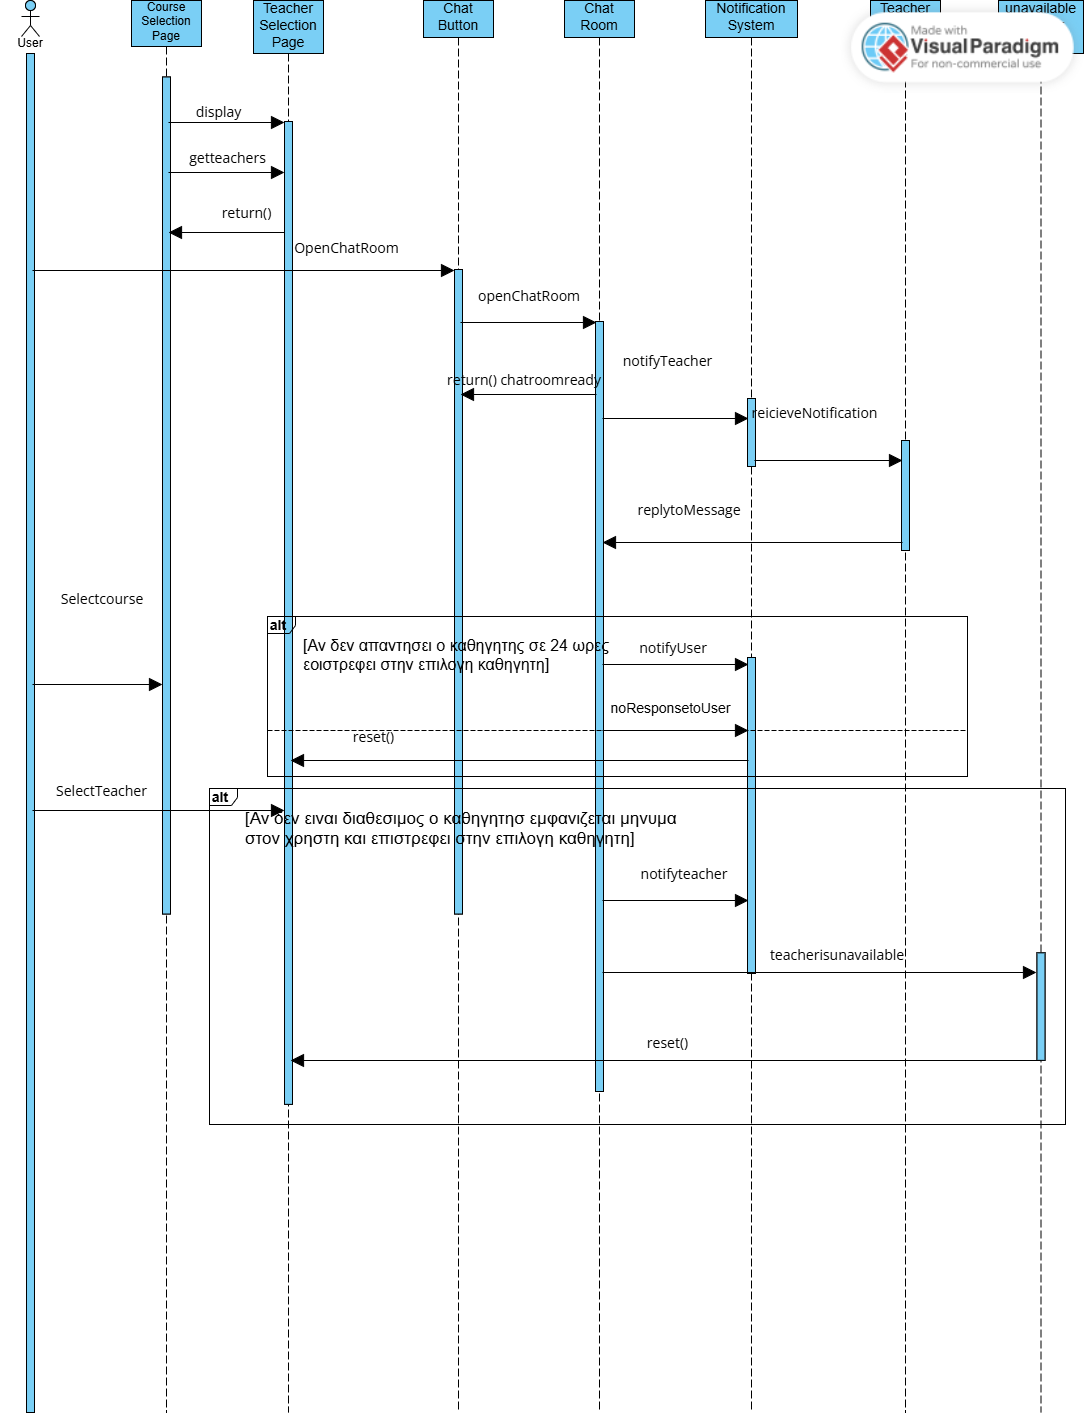 User
Course
Selection
Page
Teacher
Selection
Page
Chat
Button
Chat
Room
Notification
System
Teacher
unavailable
Made with
Visual Paradigm
For non-commercial use
display
getteachers
return()
OpenChatRoom
openChatRoom
notifyTeacher
return() chatroomready
reicieveNotification
replytoMessage
Selectcourse
alt
[Αν δεν απαντησει ο καθηγητης σε 24 ωρες
εοιστρεφει στην επιλογη καθηγητη]
notifyUser
noResponsetoUser
reset()
SelectTeacher
alt
[Αν δεν ειναι διαθεσιμος ο καθηγητησ εμφανιζεται μηνυμα
στον χρηστη και επιστρεφει στην επιλογη καθηγητη]
notifyteacher
teacherisunavailable
reset()